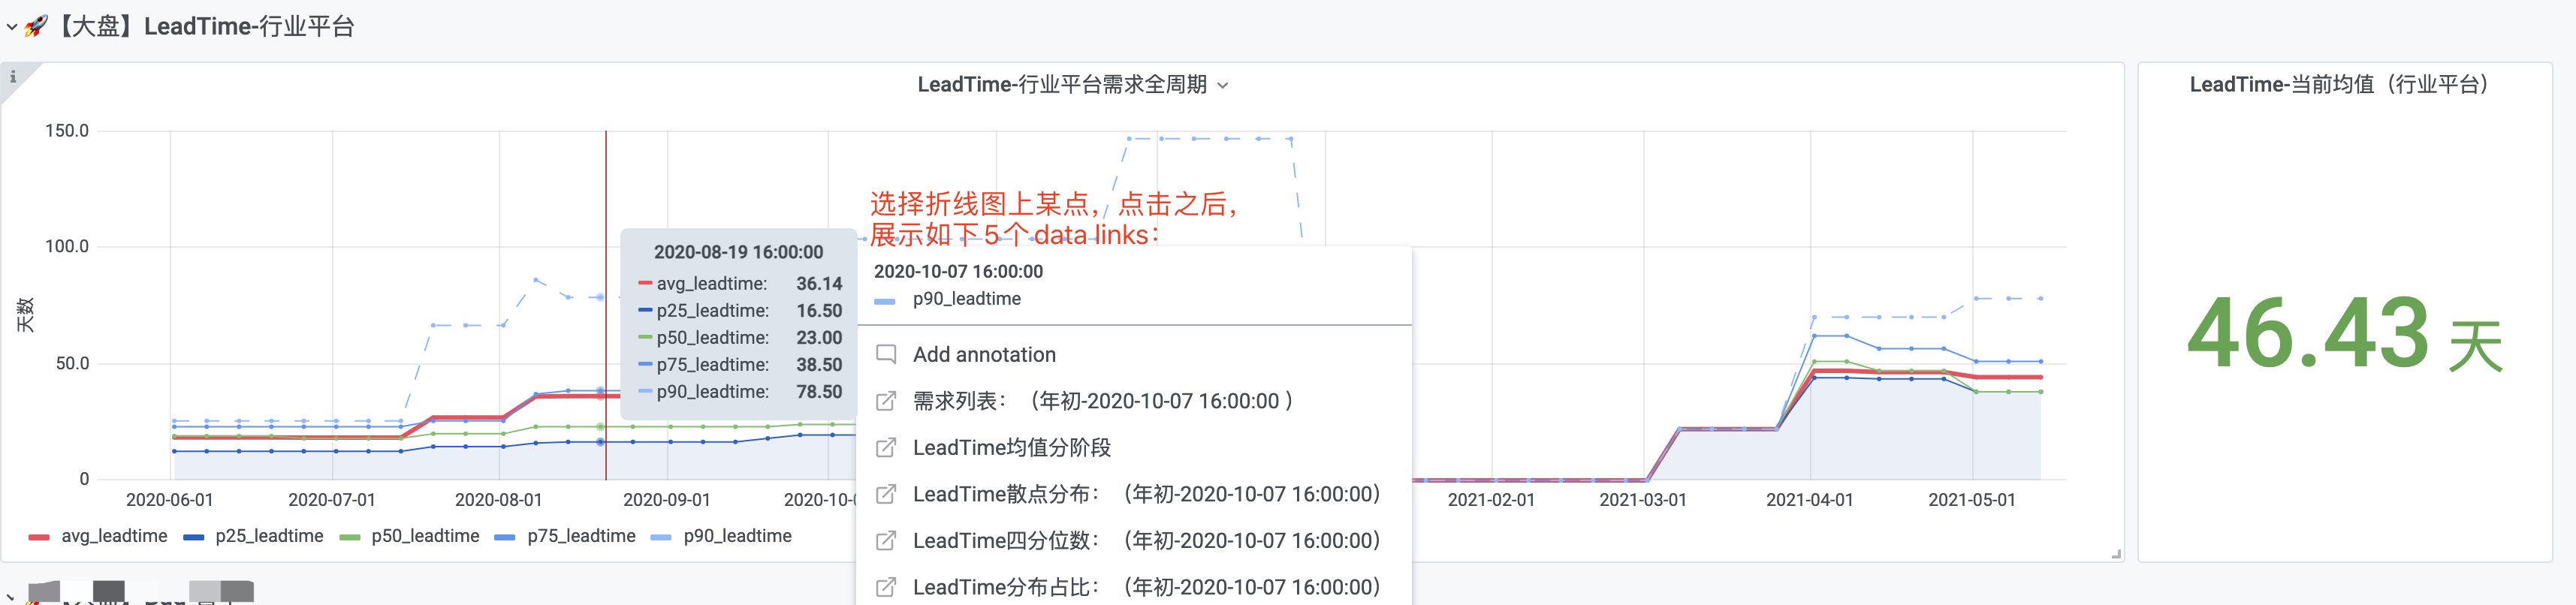 【大盘】LeadTime-行业平台
LeadTime-行业平台需求全周期
LeadTime-当前均值（行业平台）
150.0
100.0
50.0
0
天数
选择折线图上某点，点击之后，
展示如下5个data links：
2020-08-19 16:00:00
avg_leadtime: 36.14
p25_leadtime: 16.50
p50_leadtime: 23.00
p75_leadtime: 38.50
p90_leadtime: 78.50
2020-10-07 16:00:00
p90_leadtime
Add annotation
需求列表：（年初-2020-10-07 16:00:00 ）
LeadTime均值分阶段
LeadTime散点分布：（年初-2020-10-07 16:00:00）
LeadTime四分位数：（年初-2020-10-07 16:00:00）
LeadTime分布占比：（年初-2020-10-07 16:00:00）
46.43 天
2020-06-01 2020-07-01 2020-08-01 2020-09-01 2020-10-0 2021-02-01 2021-03-01 2021-04-01 2021-05-01
avg_leadtime p25_leadtime p50_leadtime p75_leadtime p90_leadtime